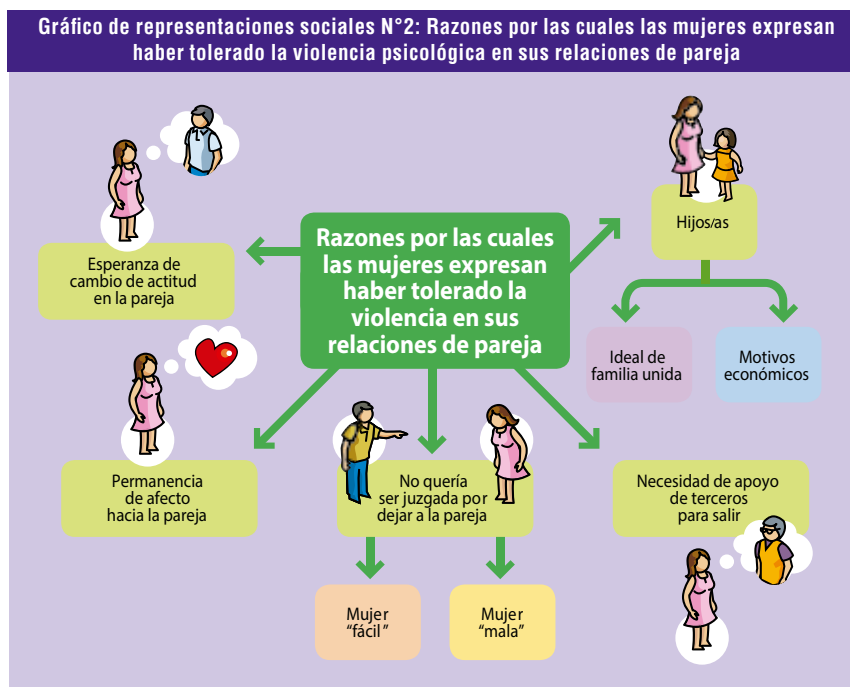 Gráfico de representaciones sociales N°2: Razones por las cuales las mujeres expresan
haber tolerado la violencia psicológica en sus relaciones de pareja
Razones por las cuales
las mujeres expresan
haber tolerado la
violencia en sus
relaciones de pareja
Esperanza de
cambio de actitud
en la pareja
Hijos/as
Ideal de
familia unida
Motivos
económicos
Permanencia
de afecto
hacia la pareja
No quería
ser juzgada por
dejar a la pareja
Necesidad de apoyo
de terceros
para salir
Mujer
“fácil”
Mujer
“mala”